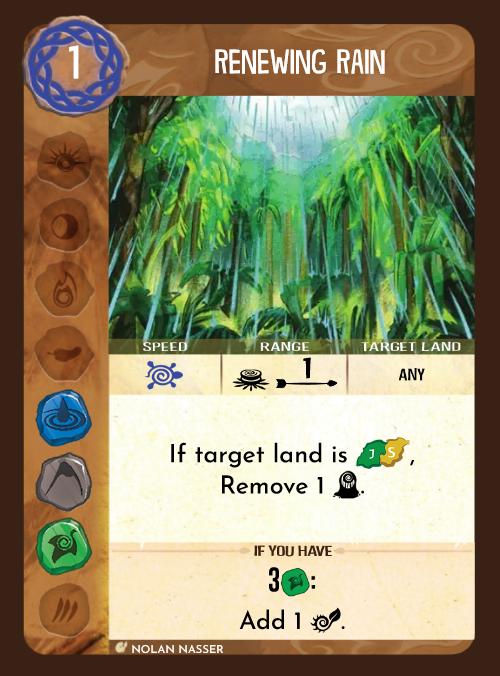 1
RENEWING RAIN
SPEED RANGE TARGET LAND
1 ANY
If target land is J S,
Remove 1.
IF YOU HAVE
3:
Add 1.
NOLAN NASSER